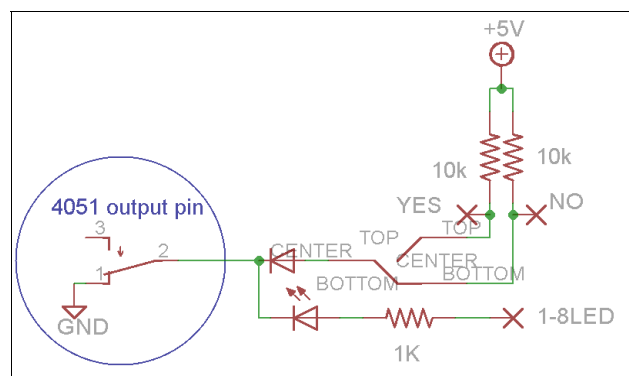 +5V
10k
10k
YES
NO
TOP
TOP
CENTER
CENTER
BOTTOM
BOTTOM
4051 output pin
3
2
1
GND
1-8LED
1K